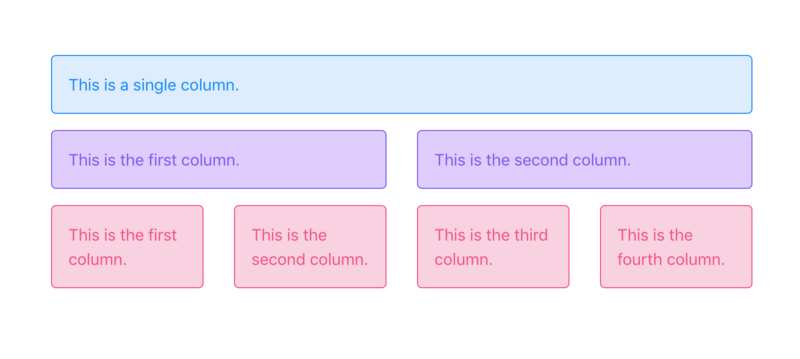 This is a single column.
This is the first column.
This is the second column.
This is the first
column.
This is the
second column.
This is the third
column.
This is the
fourth column.